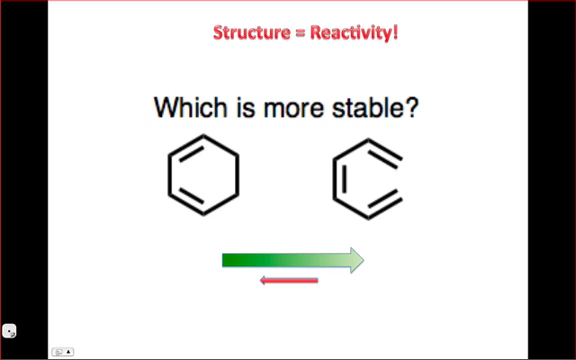 Structure = Reactivity!
Which is more stable?